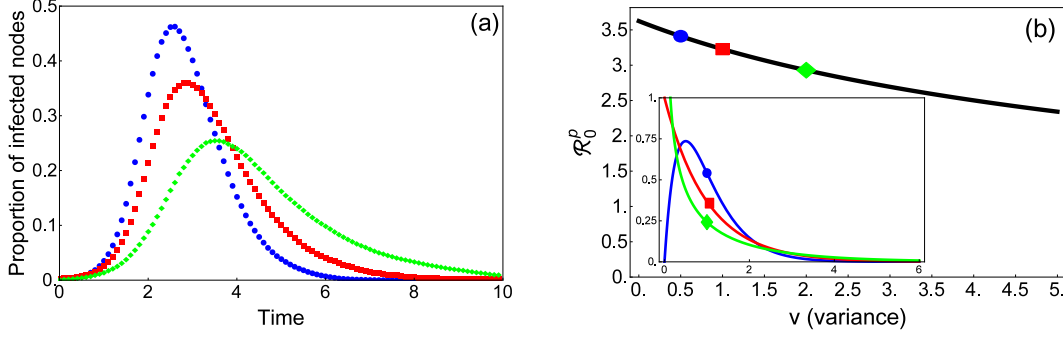 (a)
Proportion of infected nodes
0.5
0.4
0.3
0.2
0.1
0
0 2 4 6 8 10
Time
(b)
ℛ₀ᵖ
3.5
3.
2.5
2.
1.5
1.
0.5
0
0. 0.5 1. 1.5 2. 2.5 3. 3.5 4. 4.5 5.
v (variance)
1.
0.75
0.5
0.25
0.
0 2 4 6